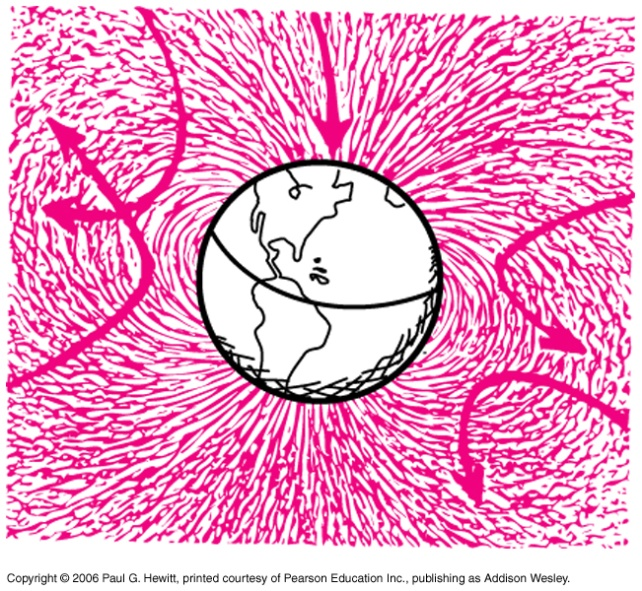 Copyright © 2006 Paul G. Hewitt, printed courtesy of Pearson Education Inc., publishing as Addison Wesley.